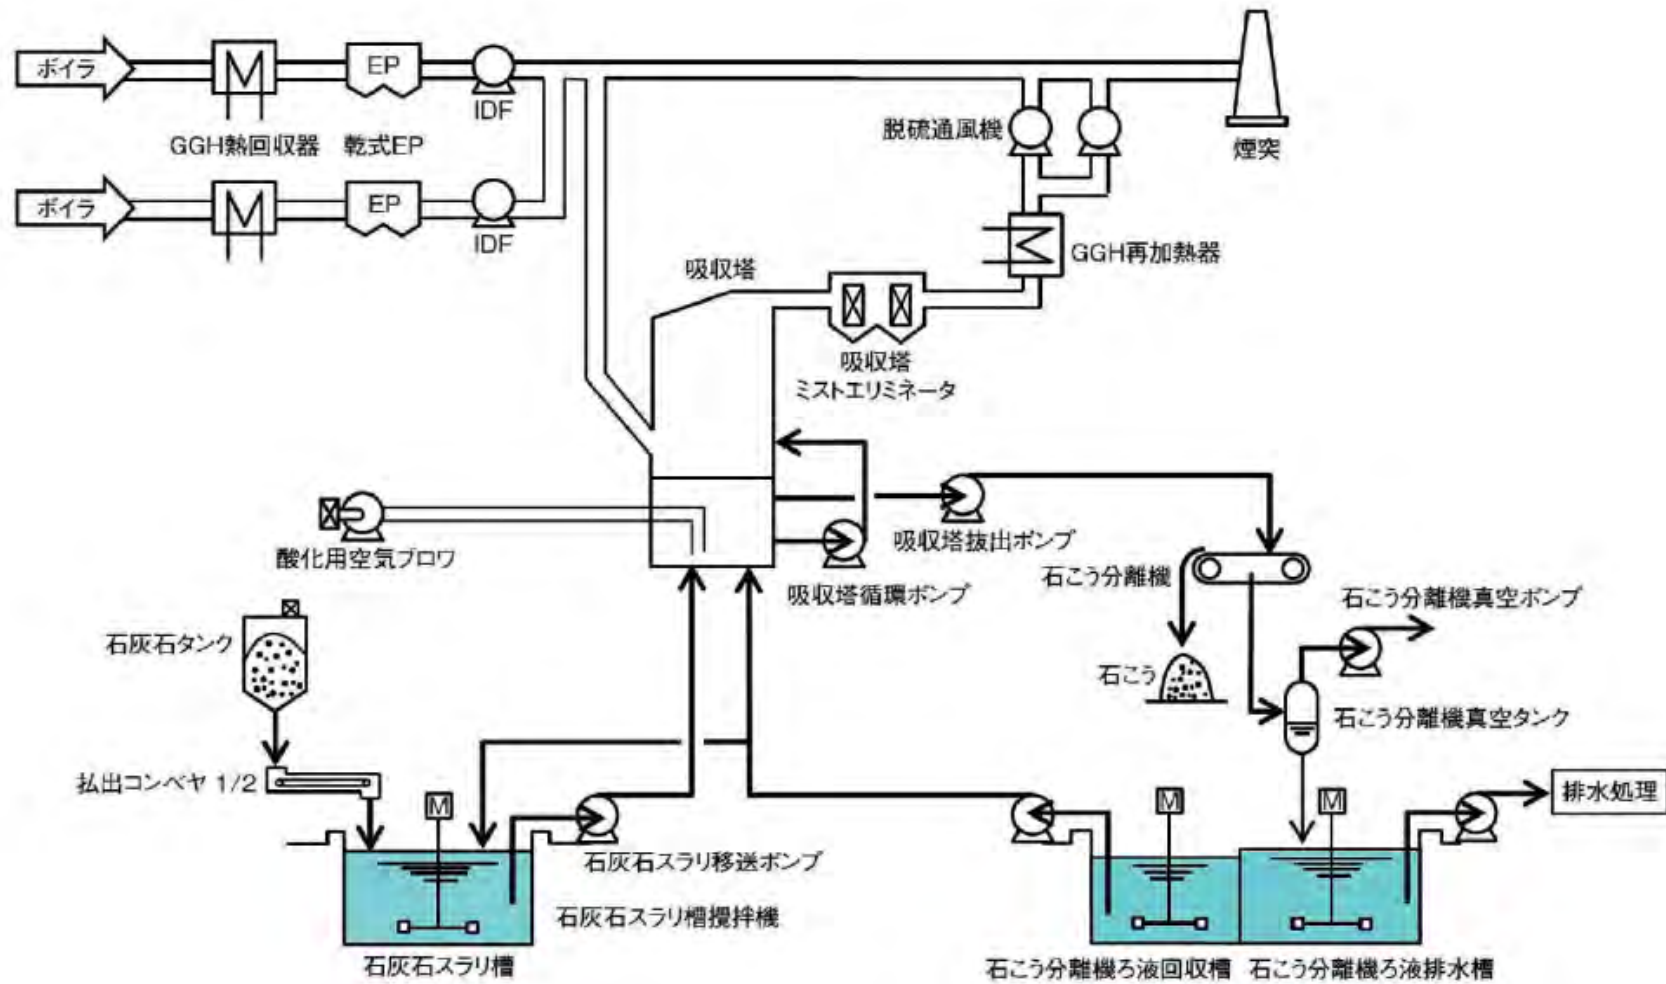 ボイラ
EP
IDF
GGH熱回収器
乾式EP
ボイラ
EP
IDF
脱硫通風機
煙突
GGH再加熱器
吸収塔
吸収塔
ミストエリミネータ
酸化用空気ブロワ
吸収塔抜出ポンプ
吸収塔循環ポンプ
石こう分離機
石こう分離機真空ポンプ
石灰石タンク
石こう
石こう分離機真空タンク
払出コンベヤ 1/2
M
M
M
排水処理
石灰石スラリ移送ポンプ
石灰石スラリ槽攪拌機
石灰石スラリ槽
石こう分離機ろ液回収槽
石こう分離機ろ液排水槽